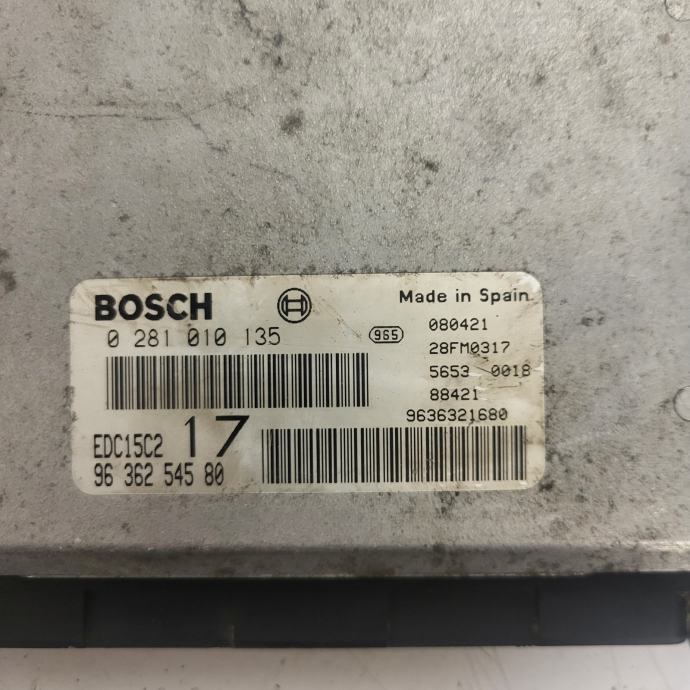 BOSCH
0 281 010 135
965
EDC15C2
17
96 362 545 80
Made in Spain.
080421
28FM0317
5653 0018
88421
9636321680